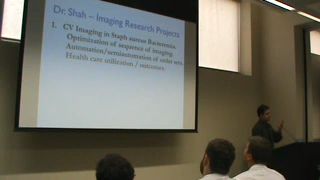 Dr. Shah – Imaging Research Projects
1. CV Imaging in Staph aureus Bacteremia.
Optimization of sequence of imaging.
Automation/semiautomation of order sets.
Health care utilization / outcomes.